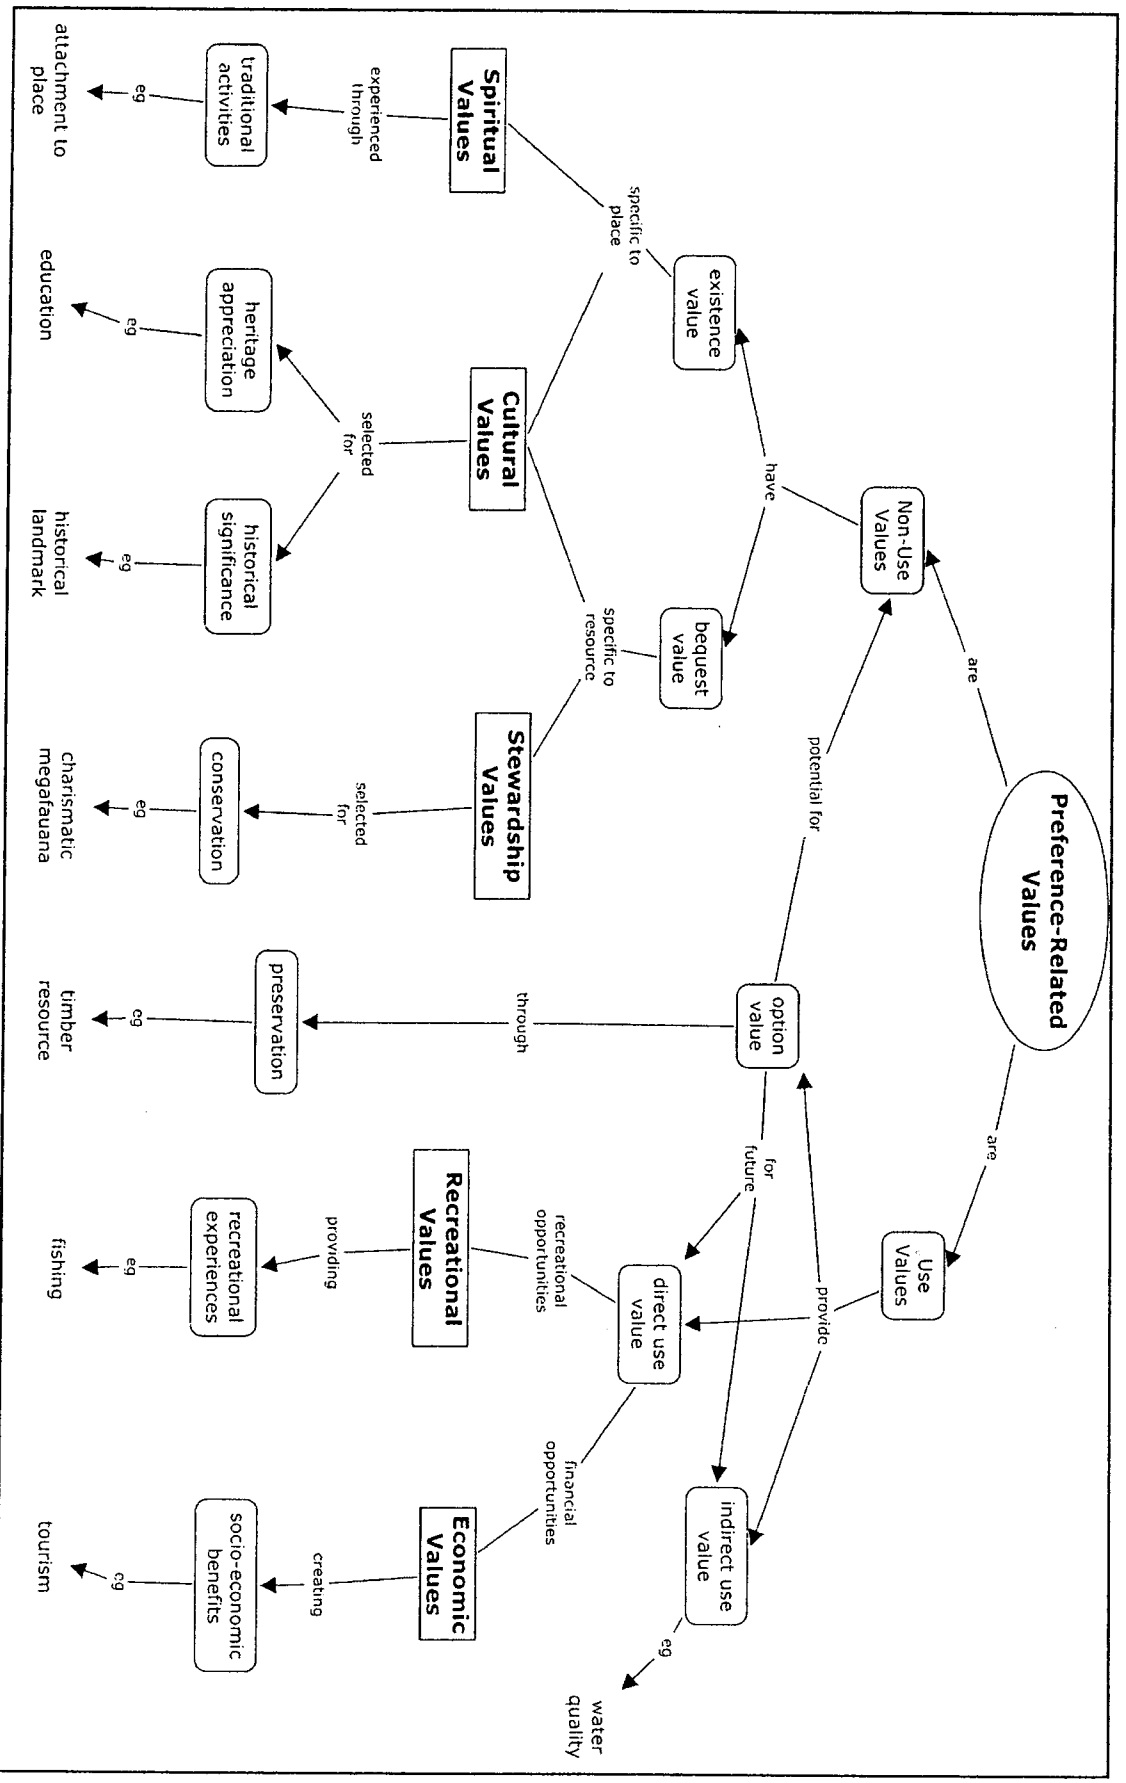 Preference-Related
Values
are
are
Non-Use
Values
Use
Values
have
potential for
provide
existence
value
bequest
value
option
value
for
future
direct use
value
indirect use
value
eg
water
quality
specific to
place
specific to
resource
through
recreational
opportunities
financial
opportunities
Spiritual
Values
Cultural
Values
Stewardship
Values
Recreational
Values
Economic
Values
experienced
through
selected
for
selected
for
providing
creating
traditional
activities
heritage
appreciation
historical
significance
conservation
preservation
recreational
experiences
socio-economic
benefits
eg
eg
eg
eg
eg
eg
eg
attachment to
place
education
historical
landmark
charismatic
megafauana
timber
resource
fishing
tourism